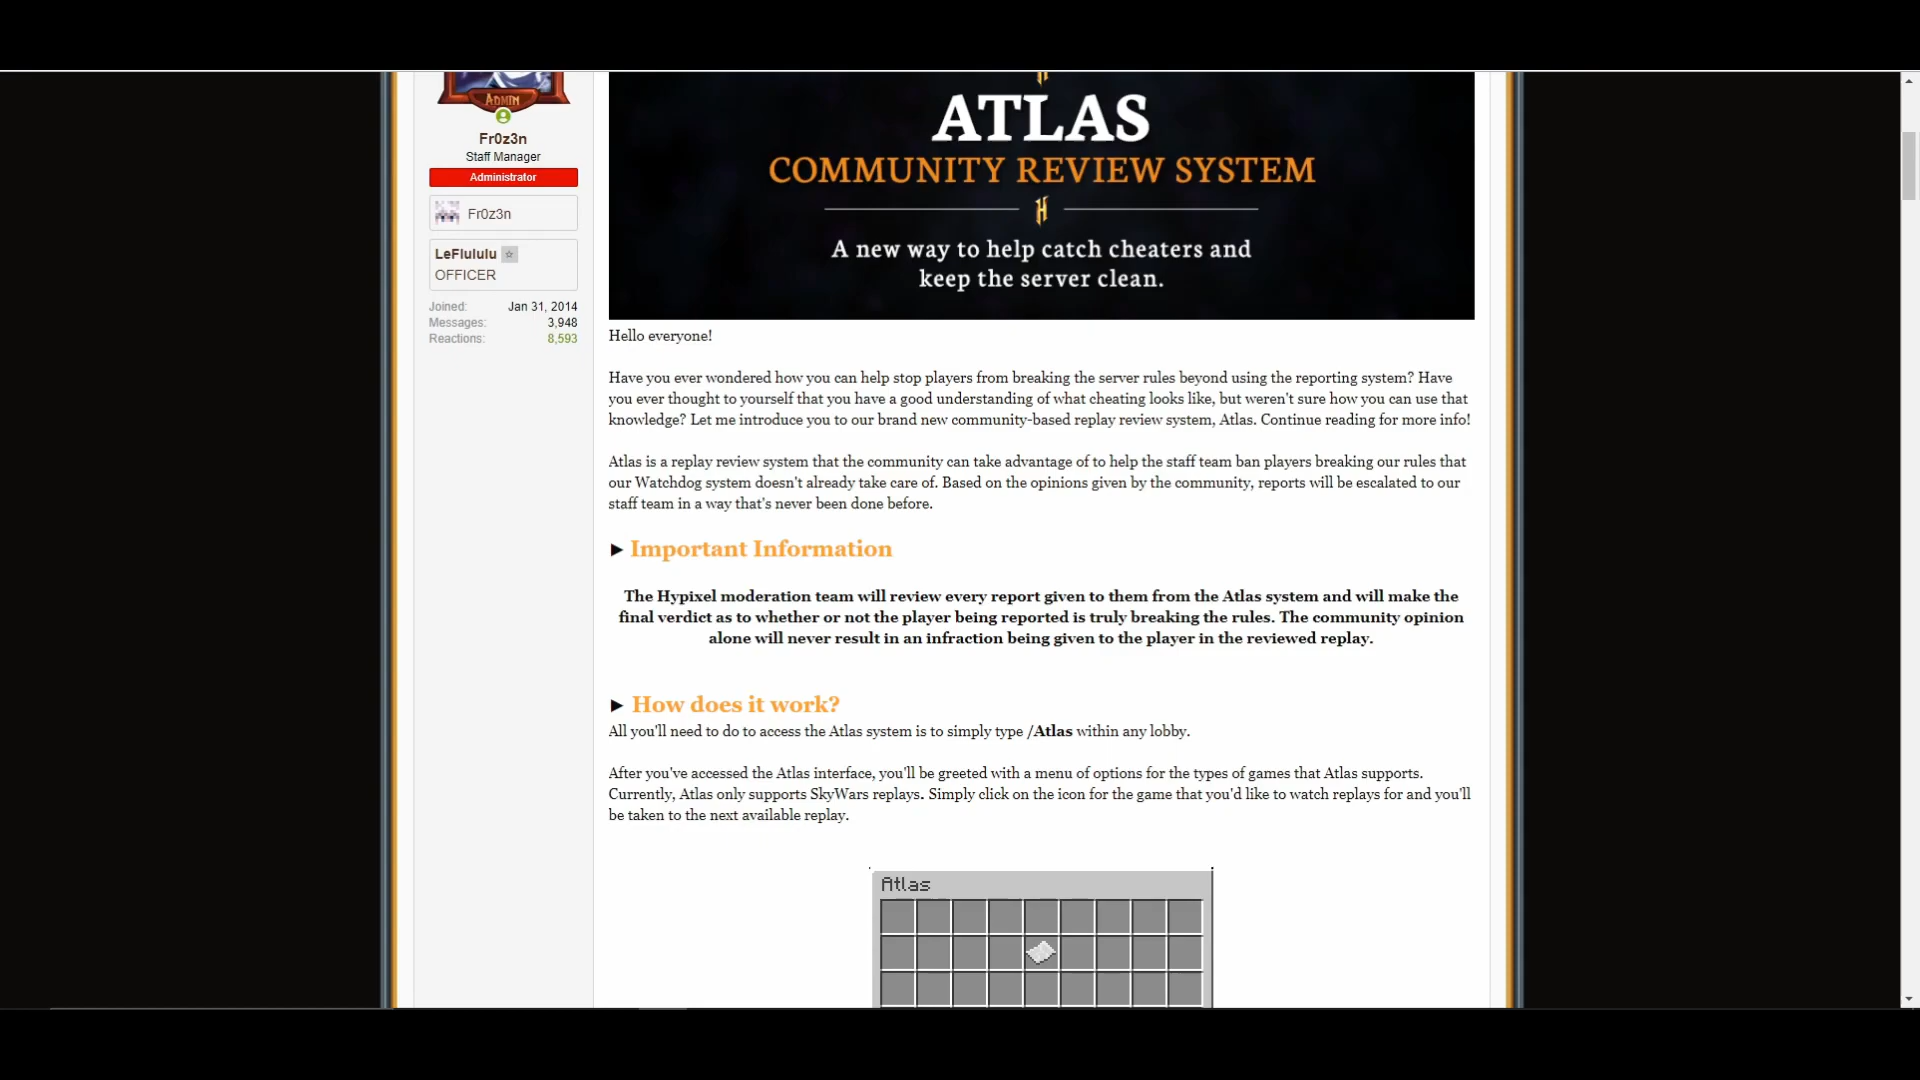 ADMIN
Fr0z3n
Staff Manager
Administrator
Fr0z3n
LeFlululu
OFFICER
Joined: Jan 31, 2014
Messages: 3,948
Reactions: 8,593
ATLAS
COMMUNITY REVIEW SYSTEM
A new way to help catch cheaters and
keep the server clean.
Hello everyone!
Have you ever wondered how you can help stop players from breaking the server rules beyond using the reporting system? Have
you ever thought to yourself that you have a good understanding of what cheating looks like, but weren't sure how you can use that
knowledge? Let me introduce you to our brand new community-based replay review system, Atlas. Continue reading for more info!
Atlas is a replay review system that the community can take advantage of to help the staff team ban players breaking our rules that
our Watchdog system doesn't already take care of. Based on the opinions given by the community, reports will be escalated to our
staff team in a way that's never been done before.
► Important Information
The Hypixel moderation team will review every report given to them from the Atlas system and will make the
final verdict as to whether or not the player being reported is truly breaking the rules. The community opinion
alone will never result in an infraction being given to the player in the reviewed replay.
► How does it work?
All you'll need to do to access the Atlas system is to simply type /Atlas within any lobby.
After you've accessed the Atlas interface, you'll be greeted with a menu of options for the types of games that Atlas supports.
Currently, Atlas only supports SkyWars replays. Simply click on the icon for the game that you'd like to watch replays for and you'll
be taken to the next available replay.
Atlas